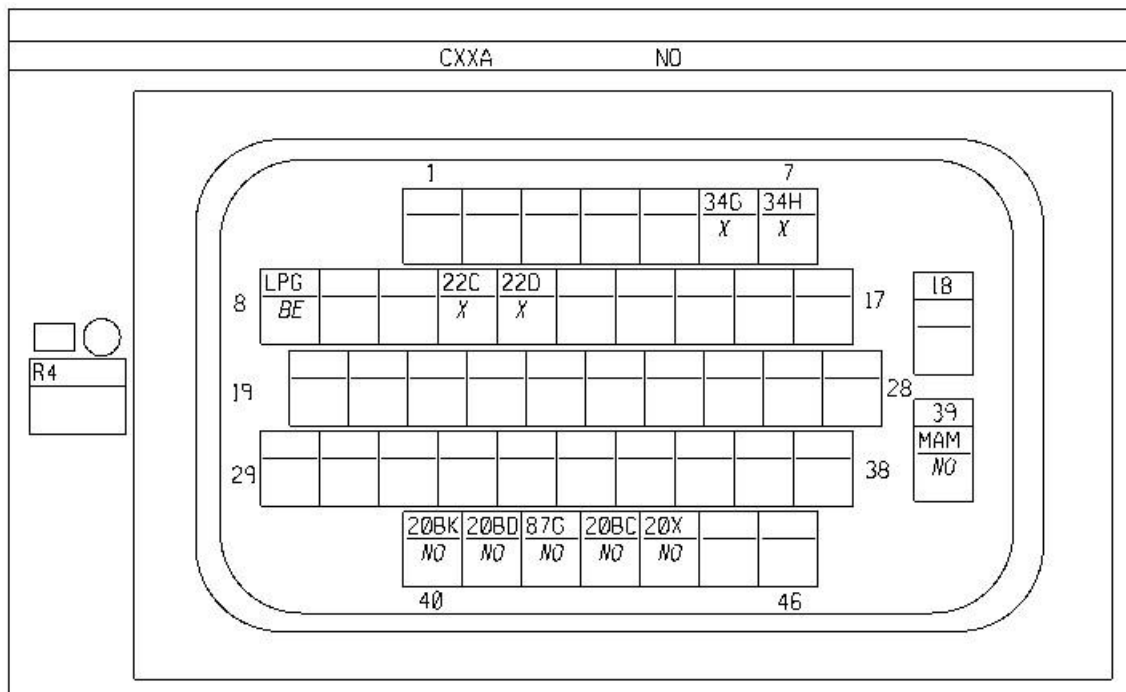 CXXA NO
1 7
34G 34H
X X
LPG 22C 22D
8 BE X X 17
18
R4
19 28
39
MAM
NO
29 38
20BK 20BD 87G 20BC 20X
NO NO NO NO NO
40 46